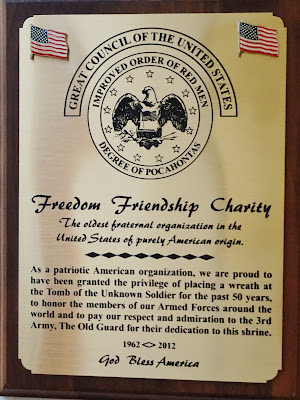 GREAT COUNCIL OF THE UNITED STATES
IMPROVED ORDER OF RED MEN
DEGREE OF POCAHONTAS
Freedom Friendship Charity
The oldest fraternal organization in the
United States of purely American origin.
As a patriotic American organization, we are proud to
have been granted the privilege of placing a wreath at
the Tomb of the Unknown Soldier for the past 50 years,
to honor the members of our Armed Forces around the
world and to pay our respect and admiration to the 3rd
Army, The Old Guard for their dedication to this shrine.
1962 <> 2012
God Bless America